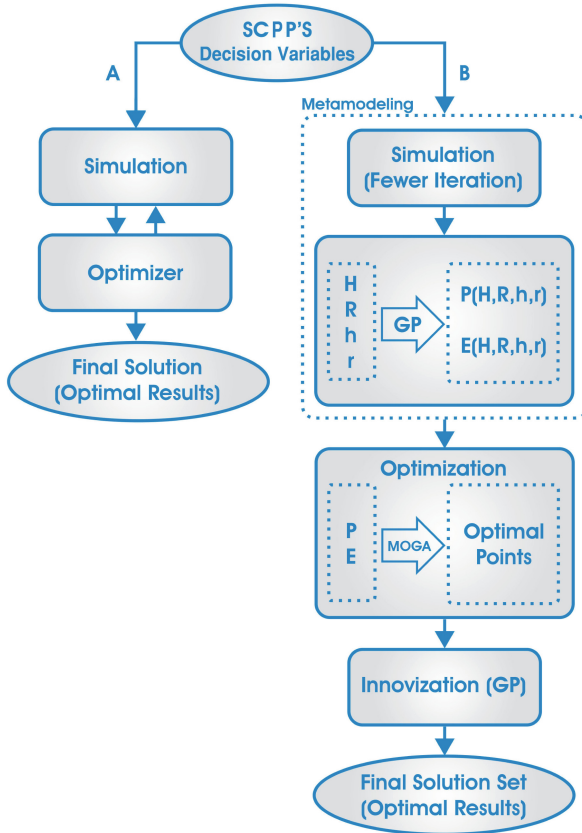 SCPP'S
Decision Variables
A
B
Metamodeling
Simulation
Optimizer
Final Solution
(Optimal Results)
Simulation
(Fewer Iteration)
H
R
h
r
GP
P(H,R,h,r)
E(H,R,h,r)
Optimization
P
E
MOGA
Optimal
Points
Innovization (GP)
Final Solution Set
(Optimal Results)